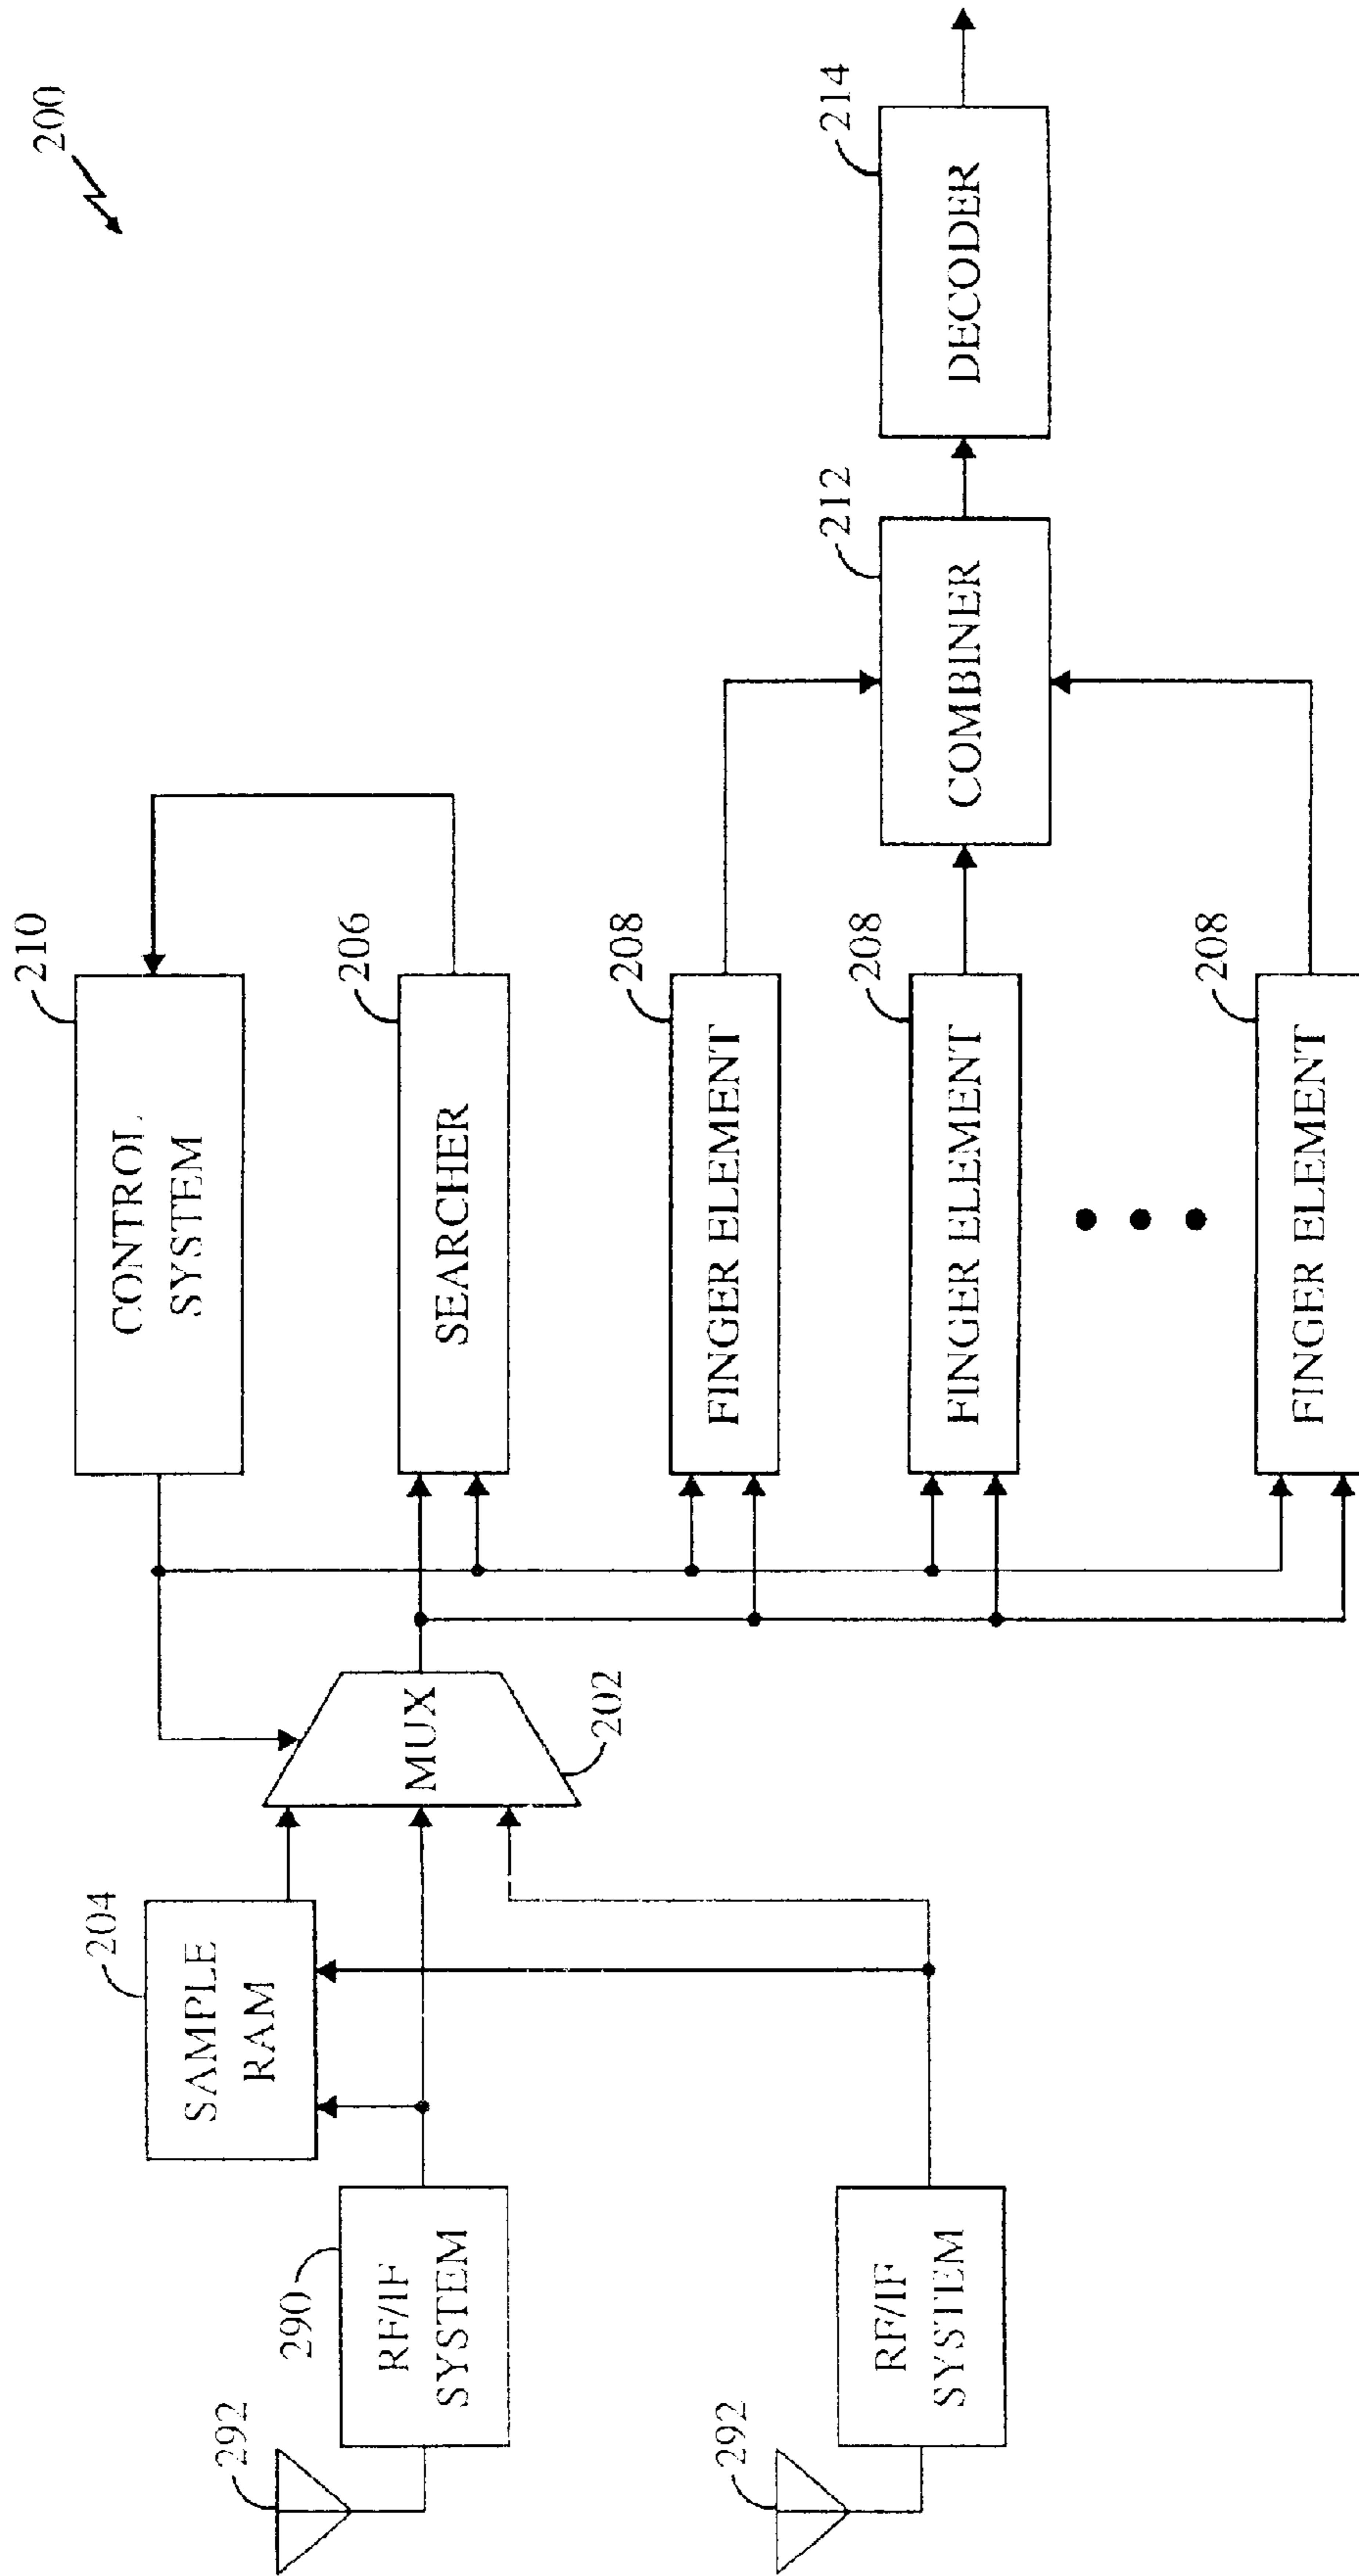 200
210
CONTROL
SYSTEM
204
SAMPLE
RAM
206
SEARCHER
MUX
202
292
290
RF/IF
SYSTEM
208
FINGER ELEMENT
212
214
208
FINGER ELEMENT
COMBINER
DECODER
292
RF/IF
SYSTEM
208
FINGER ELEMENT